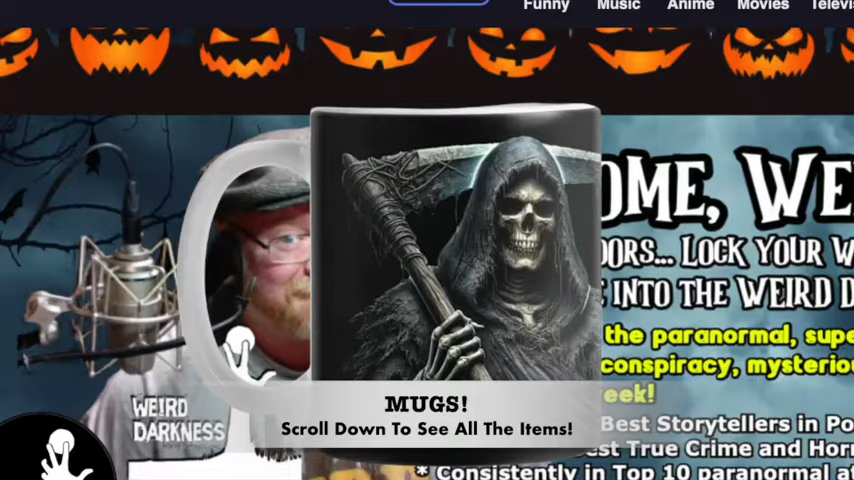 Funny Music Anime Movies Televis
OME, WE
OORS... LOCK YOUR W
E INTO THE WEIRD D
the paranormal, supe
conspiracy, mysteriou
eek!
MUGS!
Scroll Down To See All The Items!
WEIRD
DARKNESS
Best Storytellers in Po
est True Crime and Horr
* Consistently in Top 10 paranormal a